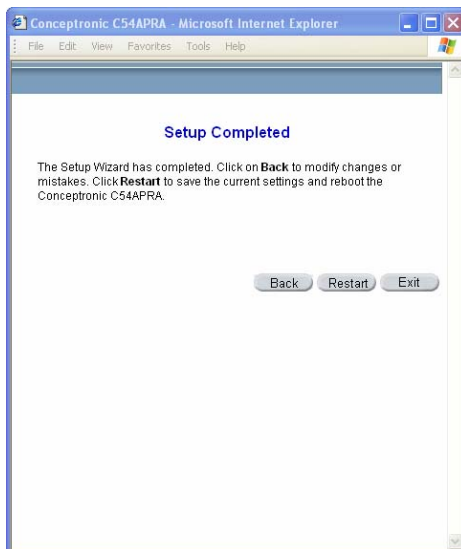 Conceptronic C54APRA - Microsoft Internet Explorer
File Edit View Favorites Tools Help
Setup Completed
The Setup Wizard has completed. Click on Back to modify changes or
mistakes. Click Restart to save the current settings and reboot the
Conceptronic C54APRA.
Back Restart Exit